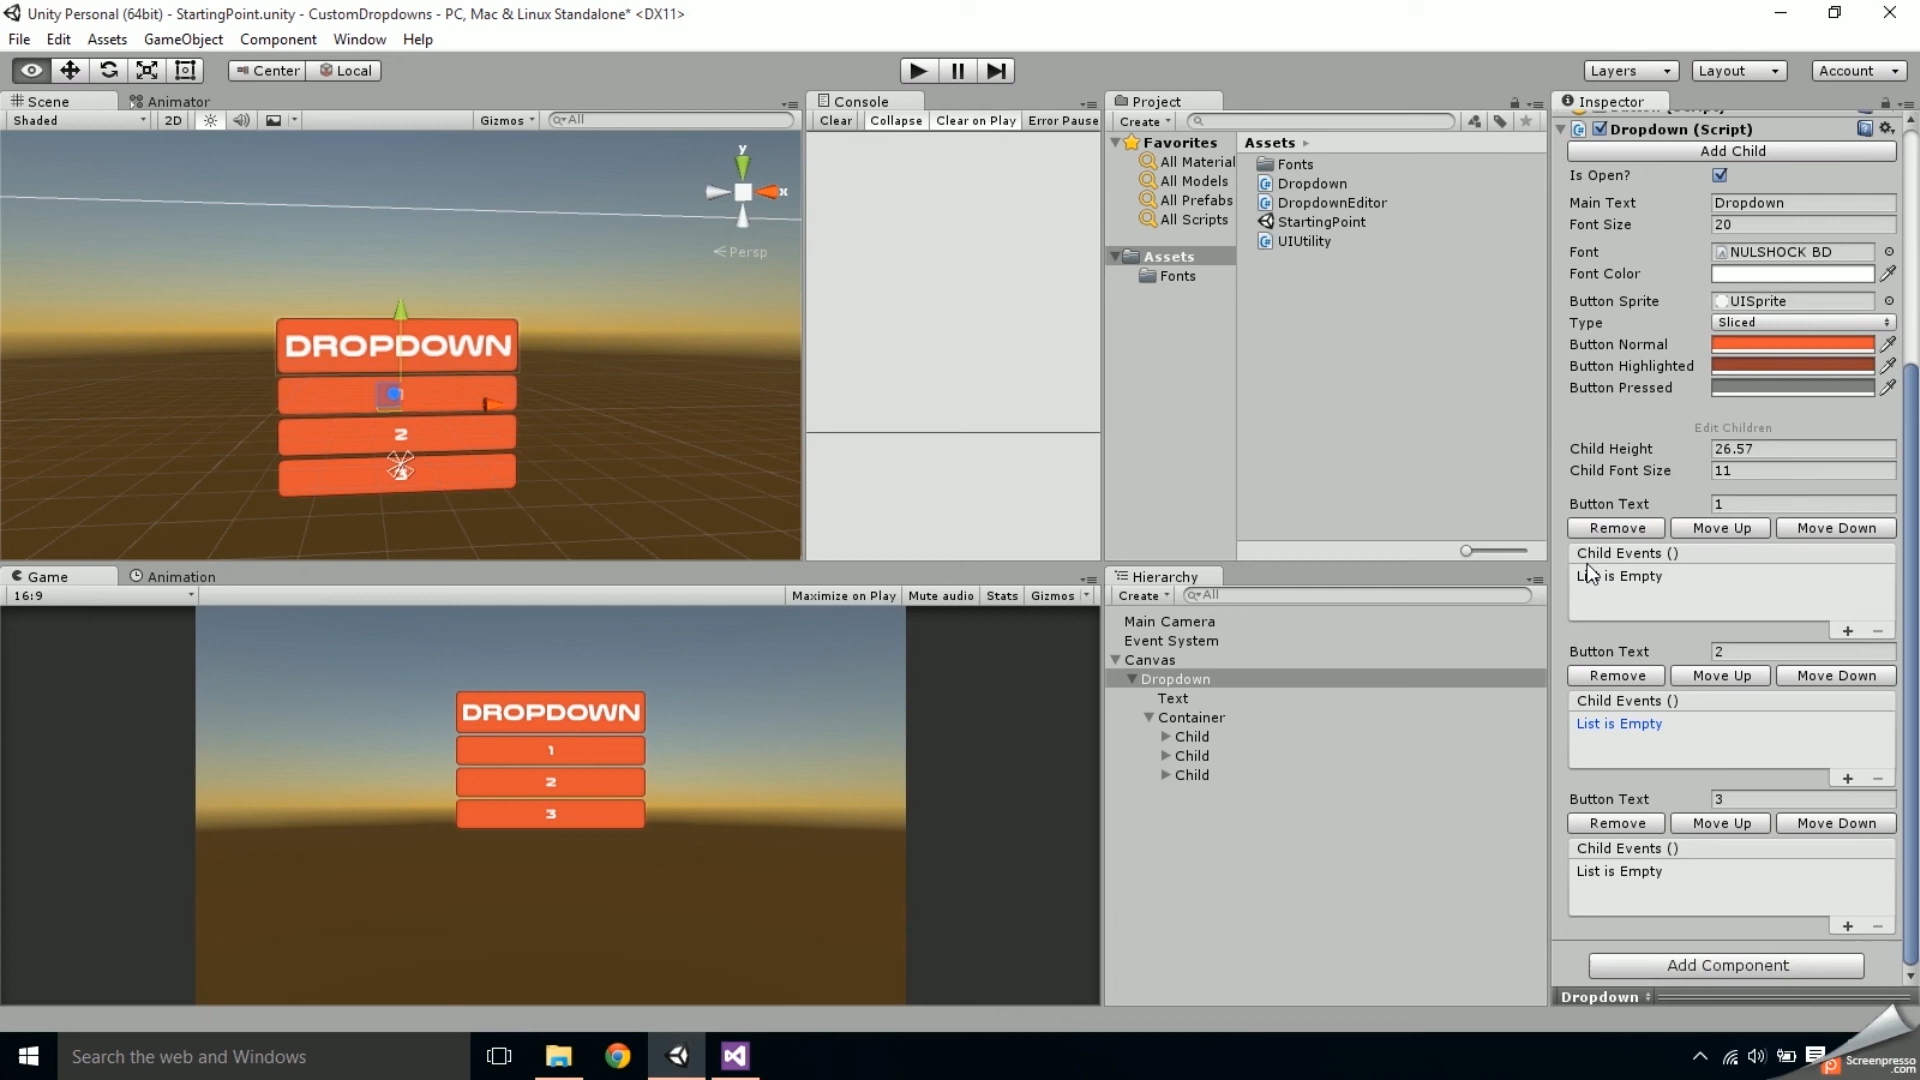 Unity Personal (64bit) - StartingPoint.unity - CustomDropdowns - PC, Mac & Linux Standalone* <DX11>
File Edit Assets GameObject Component Window Help
Center Local
Layers Layout Account
Scene Animator
Shaded 2D Gizmos All
y
x
Persp
DROPDOWN
2
3
Console
Clear Collapse Clear on Play Error Pause
Project
Create
Favorites
All Material
All Models
All Prefabs
All Scripts
Assets
Fonts
Assets
Fonts
Dropdown
DropdownEditor
StartingPoint
UIUtility
Game Animation
16:9 Maximize on Play Mute audio Stats Gizmos
DROPDOWN
1
2
3
Hierarchy
Create All
Main Camera
Event System
Canvas
Dropdown
Text
Container
Child
Child
Child
Inspector
Dropdown (Script)
Add Child
Is Open?
Main Text Dropdown
Font Size 20
Font NULSHOCK BD
Font Color
Button Sprite UISprite
Type Sliced
Button Normal
Button Highlighted
Button Pressed
Edit Children
Child Height 26.57
Child Font Size 11
Button Text 1
Remove Move Up Move Down
Child Events ()
List is Empty
+ −
Button Text 2
Remove Move Up Move Down
Child Events ()
List is Empty
+ −
Button Text 3
Remove Move Up Move Down
Child Events ()
List is Empty
+ −
Add Component
Dropdown
Search the web and Windows
Screenpresso
.com